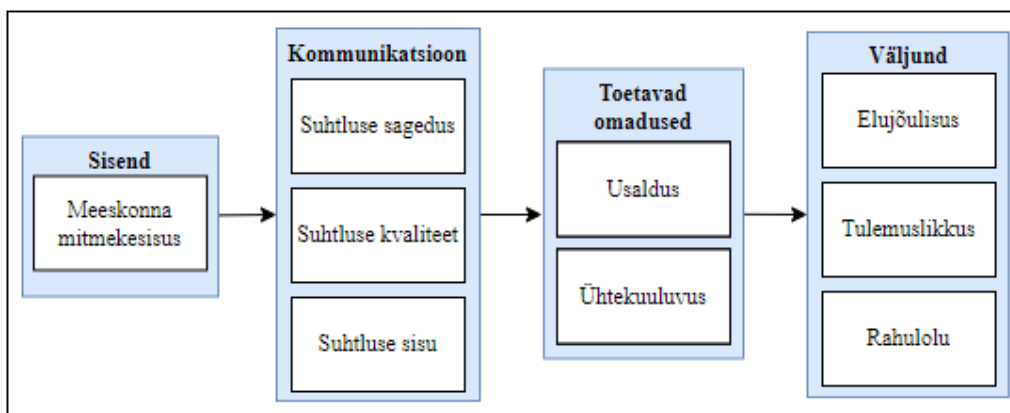 Sisend
Meeskonna
mitmekesisus
Kommunikatsioon
Suhtluse sagedus
Suhtluse kvaliteet
Suhtluse sisu
Toetavad
omadused
Usaldus
Ühtekuuluvus
Väljund
Elujõulisus
Tulemuslikkus
Rahulolu